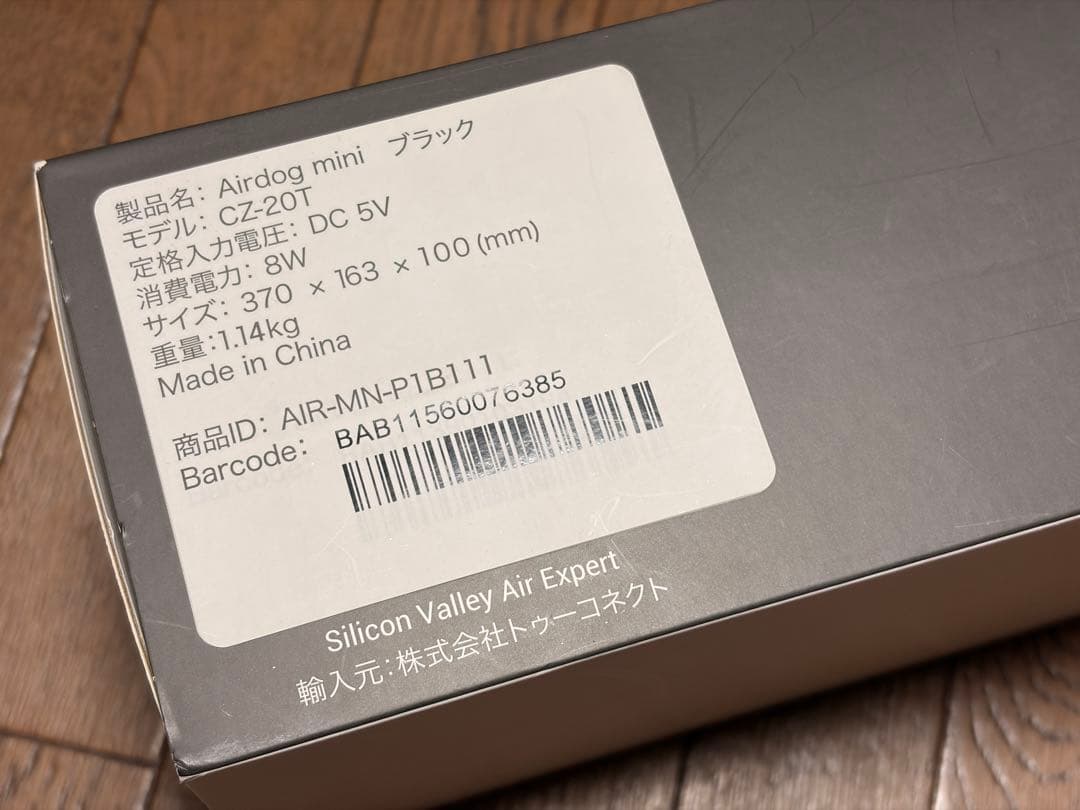 製品名: Airdog mini ブラック
モデル: CZ-20T
定格入力電圧: DC 5V
消費電力: 8W
サイズ: 370 × 163 × 100 (mm)
重量:1.14kg
Made in China
商品ID: AIR-MN-P1B111
Barcode: BAB11560076385
Silicon Valley Air Expert
輸入元:株式会社トゥーコネクト